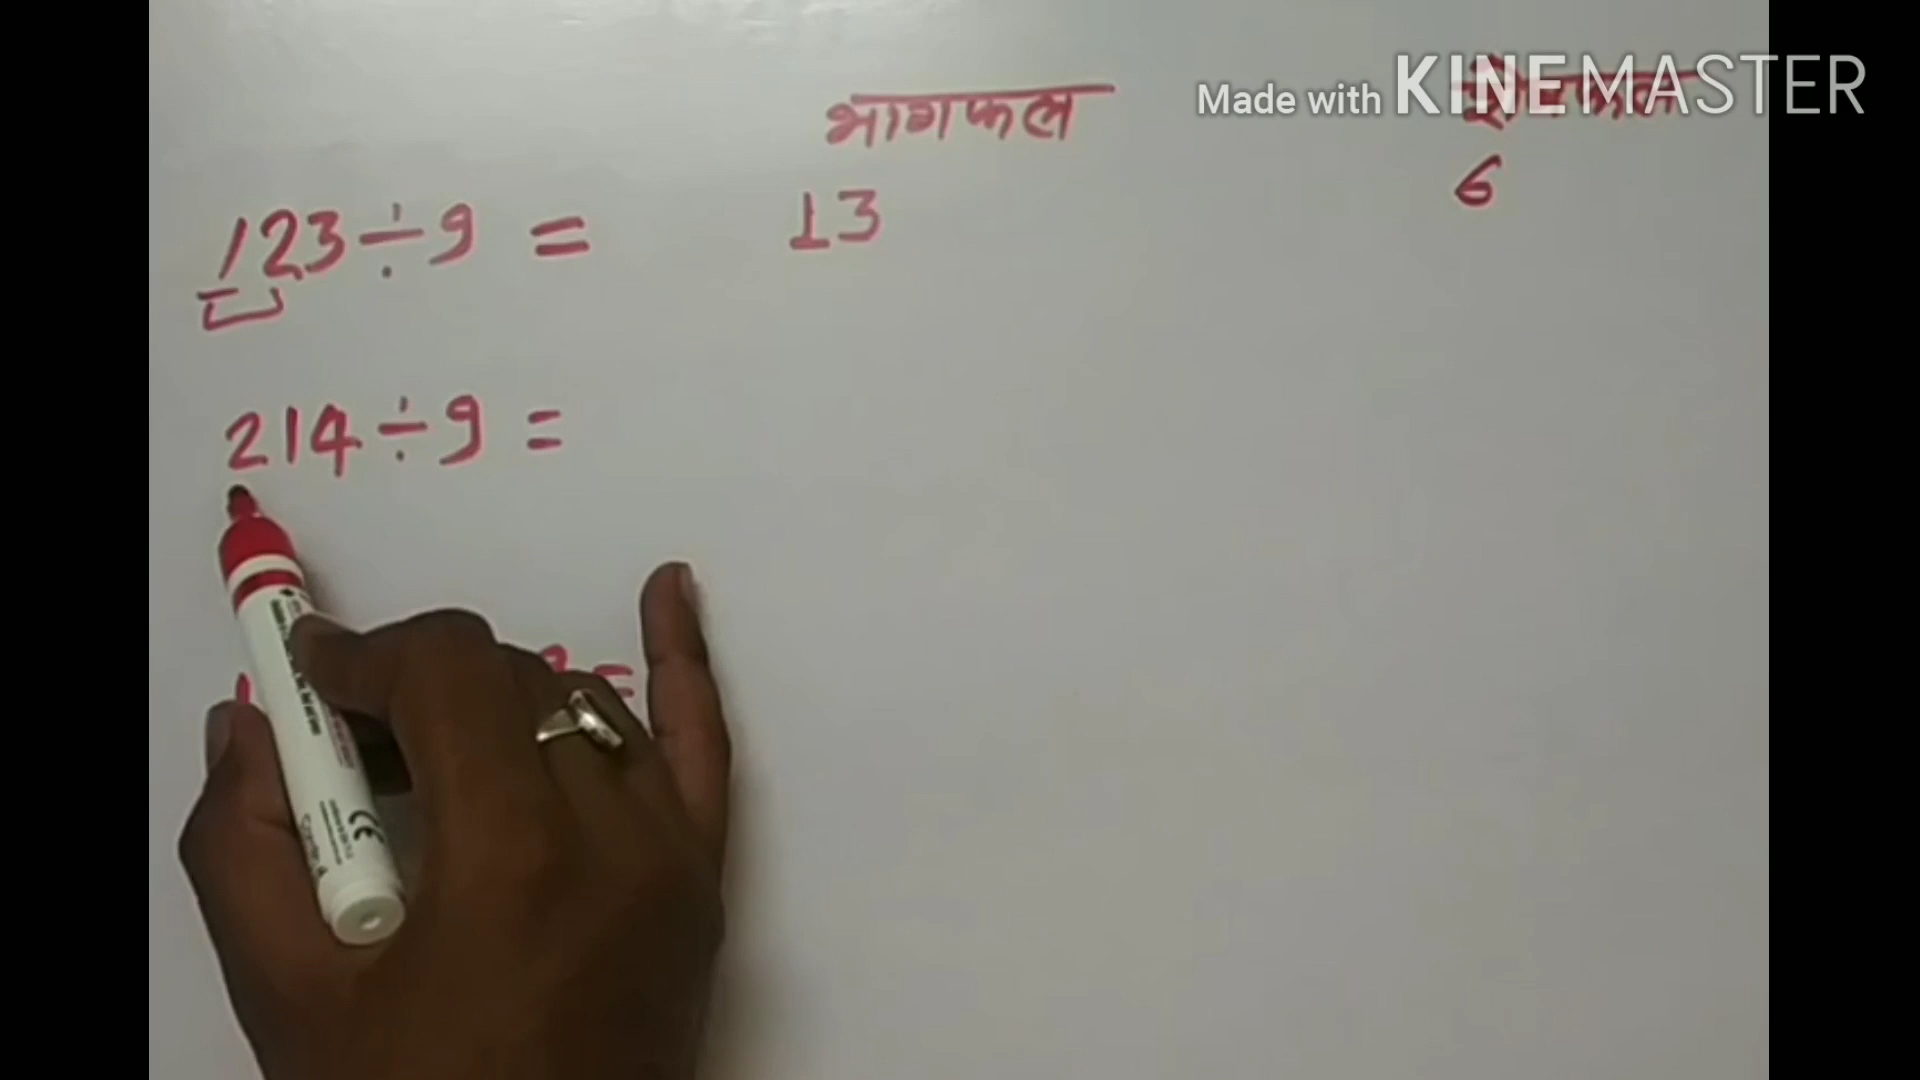 भागफल
Made with KINEMASTER
123 ÷ 9 = 13 6
214 ÷ 9 =
=